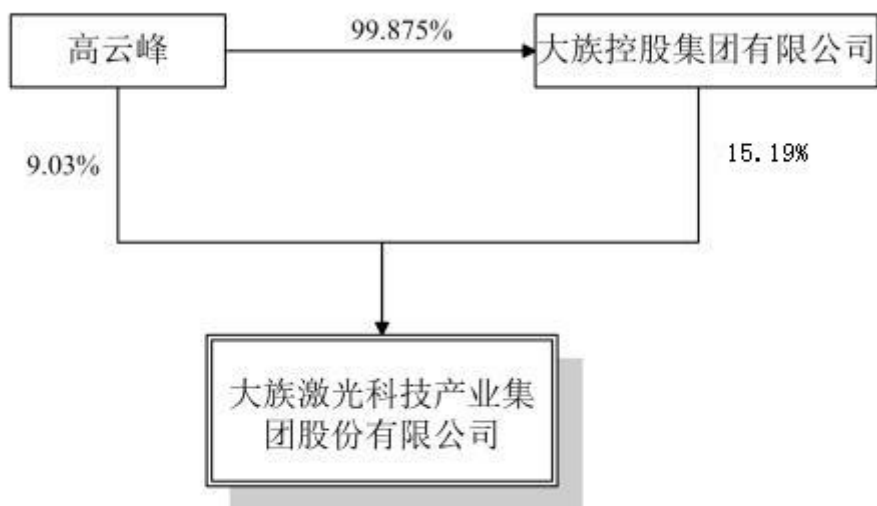 高云峰
99.875%
大族控股集团有限公司
9.03%
15.19%
大族激光科技产业集
团股份有限公司